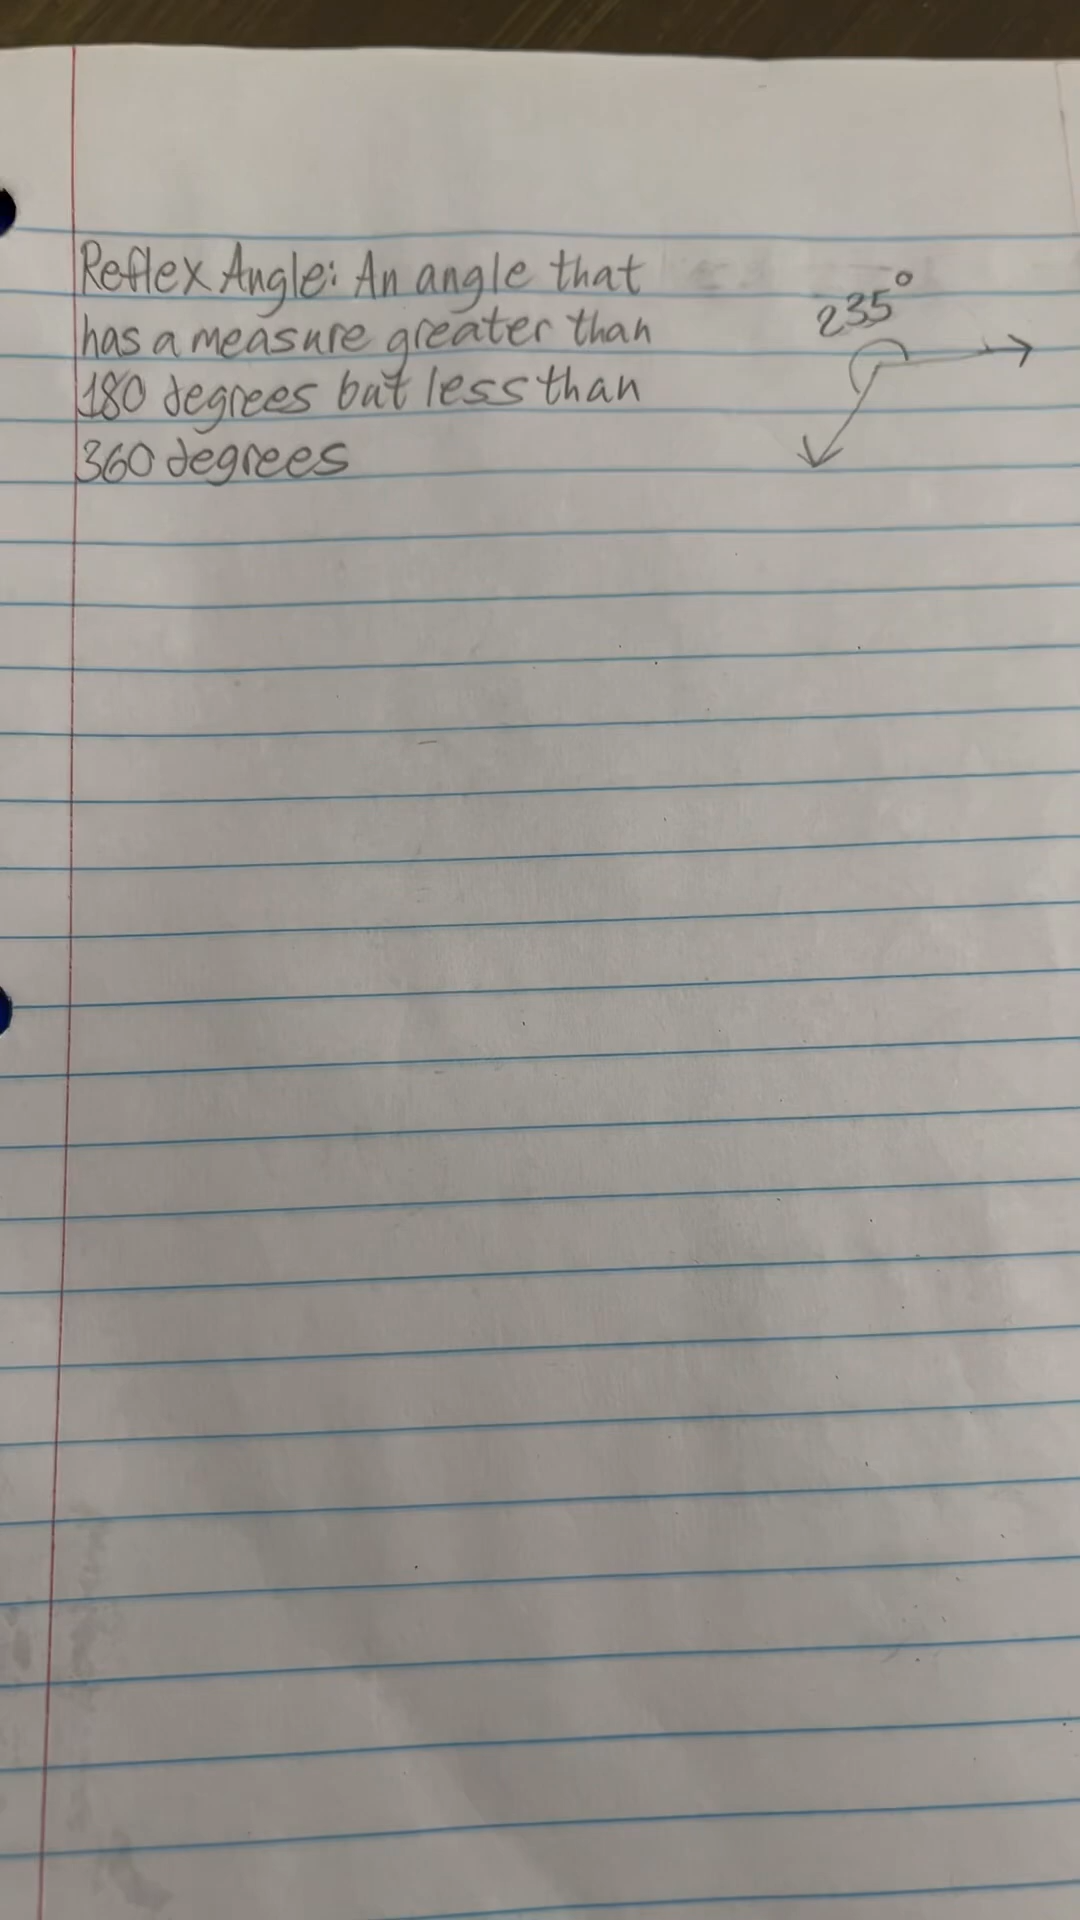 Reflex Angle: An angle that
has a measure greater than
180 degrees but less than
360 degrees
235°